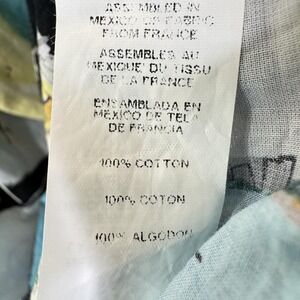 ASSEMBLED IN
MEXICO OF FABRIC
FROM FRANCE
ASSEMBLES AU
MEXIQUE DU TISSU
DE LA FRANCE
ENSAMBLADA EN
MEXICO DE TELA
DE FRANCIA
100% COTTON
100% COTON
100% ALGODON